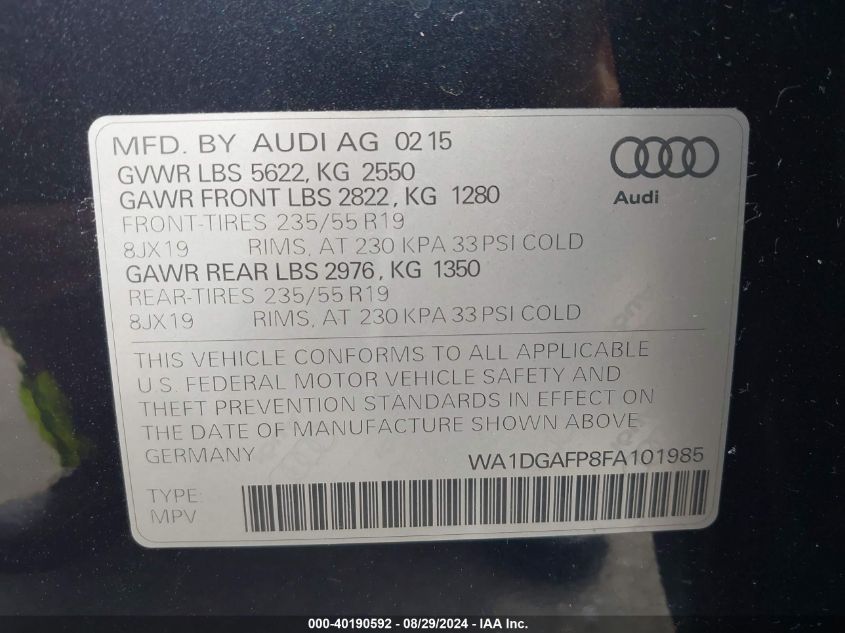 MFD. BY AUDI AG 02 15
GVWR LBS 5622, KG 2550
GAWR FRONT LBS 2822, KG 1280
FRONT-TIRES 235/55 R19
8JX19 RIMS, AT 230 KPA 33 PSI COLD
GAWR REAR LBS 2976, KG 1350
REAR-TIRES 235/55 R19
8JX19 RIMS, AT 230 KPA 33 PSI COLD
Audi
THIS VEHICLE CONFORMS TO ALL APPLICABLE
U.S. FEDERAL MOTOR VEHICLE SAFETY AND
THEFT PREVENTION STANDARDS IN EFFECT ON
THE DATE OF MANUFACTURE SHOWN ABOVE
GERMANY WA1DGAFP8FA101985
TYPE:
MPV
000-40190592 - 08/29/2024 - IAA Inc.